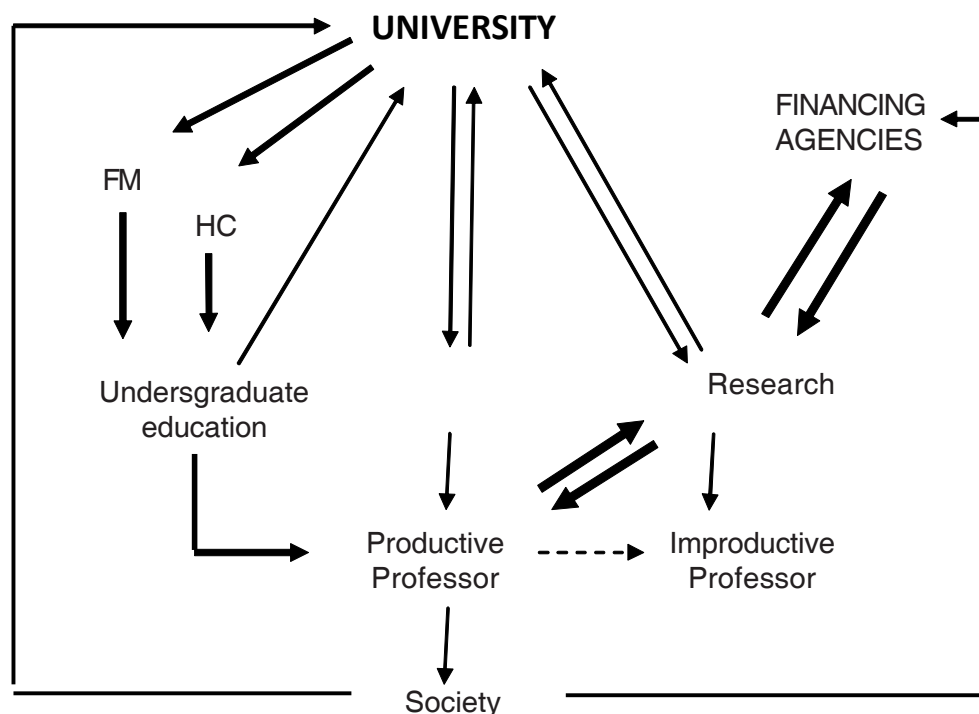 UNIVERSITY
FINANCING
AGENCIES
FM
HC
Undersgraduate
education
Research
Productive
Professor
Improductive
Professor
Society